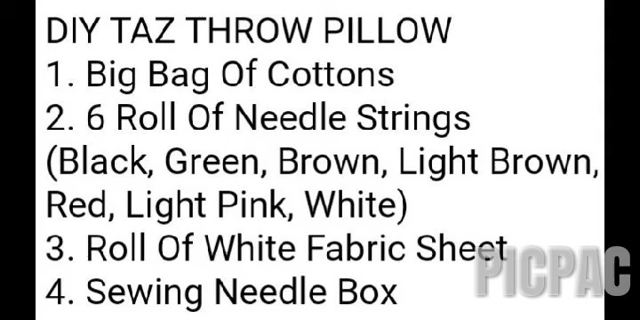 DIY TAZ THROW PILLOW
1. Big Bag Of Cottons
2. 6 Roll Of Needle Strings
(Black, Green, Brown, Light Brown,
Red, Light Pink, White)
3. Roll Of White Fabric Sheet
PICPAC
4. Sewing Needle Box